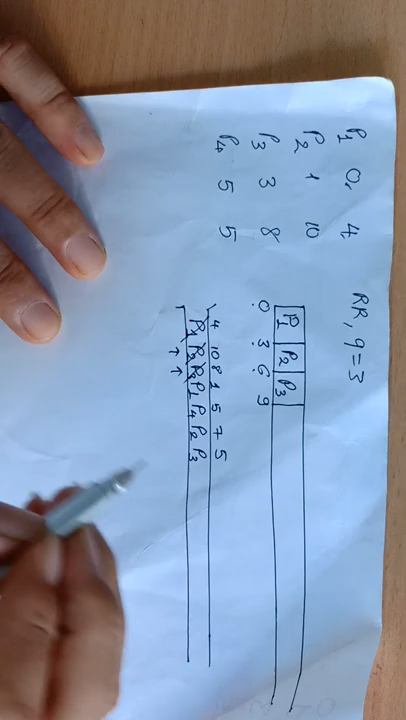 P1 0, 4
P2 1 10
P3 3 8
P4 5 5
RR, q=3
P1 P2 P3
0 3 6 9
4 10 8 1 5 7 5
P1 P2 P3 P1 P4 P2 P3